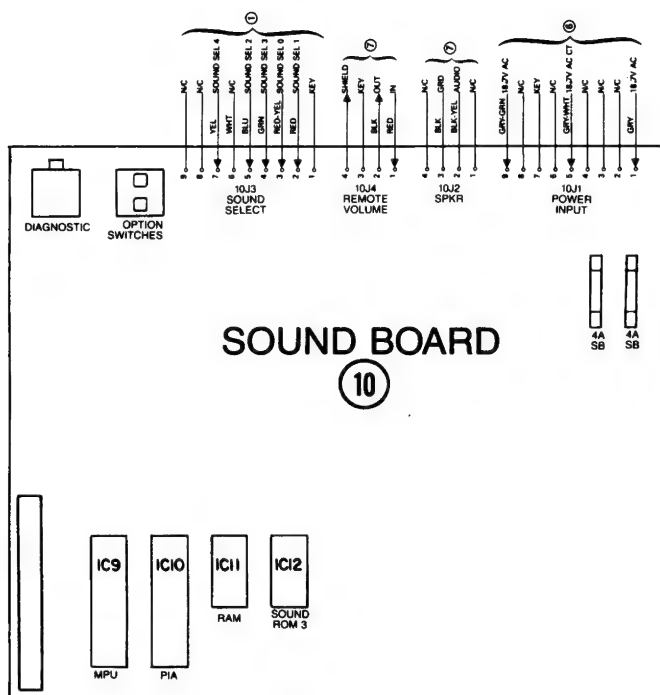 1
9 N/C
8 N/C
7 YEL SOUND SEL 4
6 WHT N/C
5 BLU SOUND SEL 2
4 GRN SOUND SEL 3
3 RED-YEL SOUND SEL 0
2 RED SOUND SEL 1
1 KEY
10J3
SOUND
SELECT
7
4 SHIELD
3 KEY
2 BLK OUT
1 RED IN
10J4
REMOTE
VOLUME
7
4 N/C
3 BLK GRD
2 BLK-YEL AUDIO
1 N/C
10J2
SPKR
6
9 GRY-GRN 18.7V AC
8 N/C
7 KEY
6 N/C
5 GRY-WHT 18.7V AC CT
4 N/C
3 N/C
2 N/C
1 GRY 18.7V AC
10J1
POWER
INPUT
DIAGNOSTIC
OPTION
SWITCHES
4A
SB
4A
SB
SOUND BOARD
10
IC9
MPU
IC10
PIA
IC11
RAM
IC12
SOUND
ROM 3